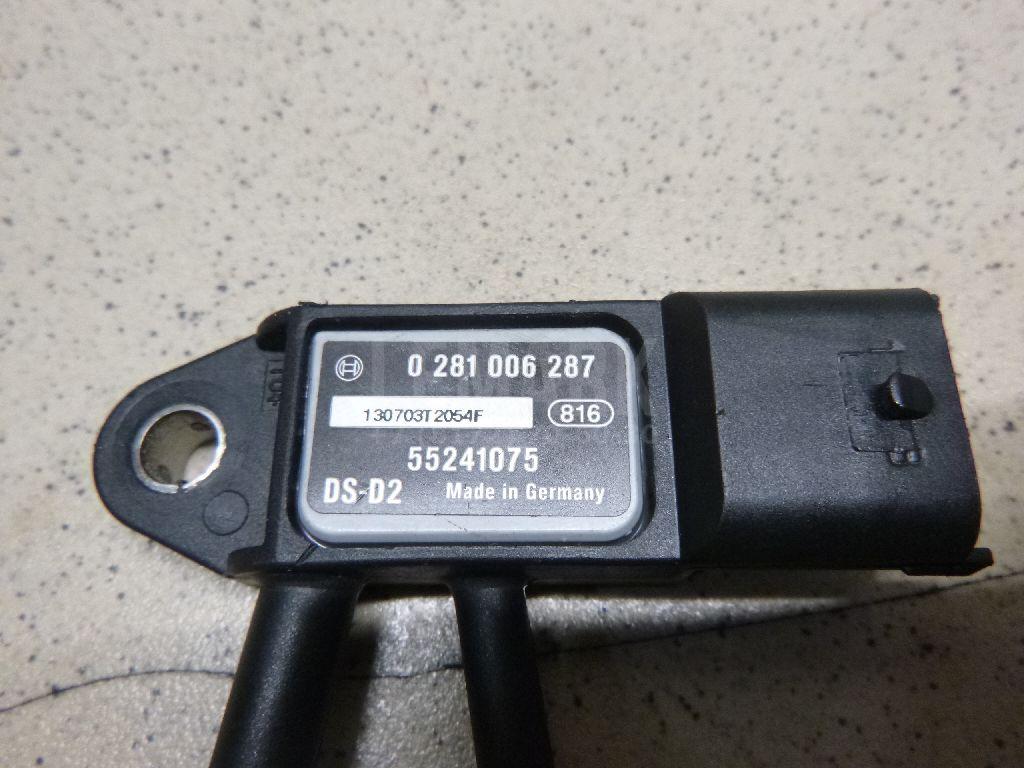 0 281 006 287
130703T2054F
816
55241075
DS-D2 Made in Germany